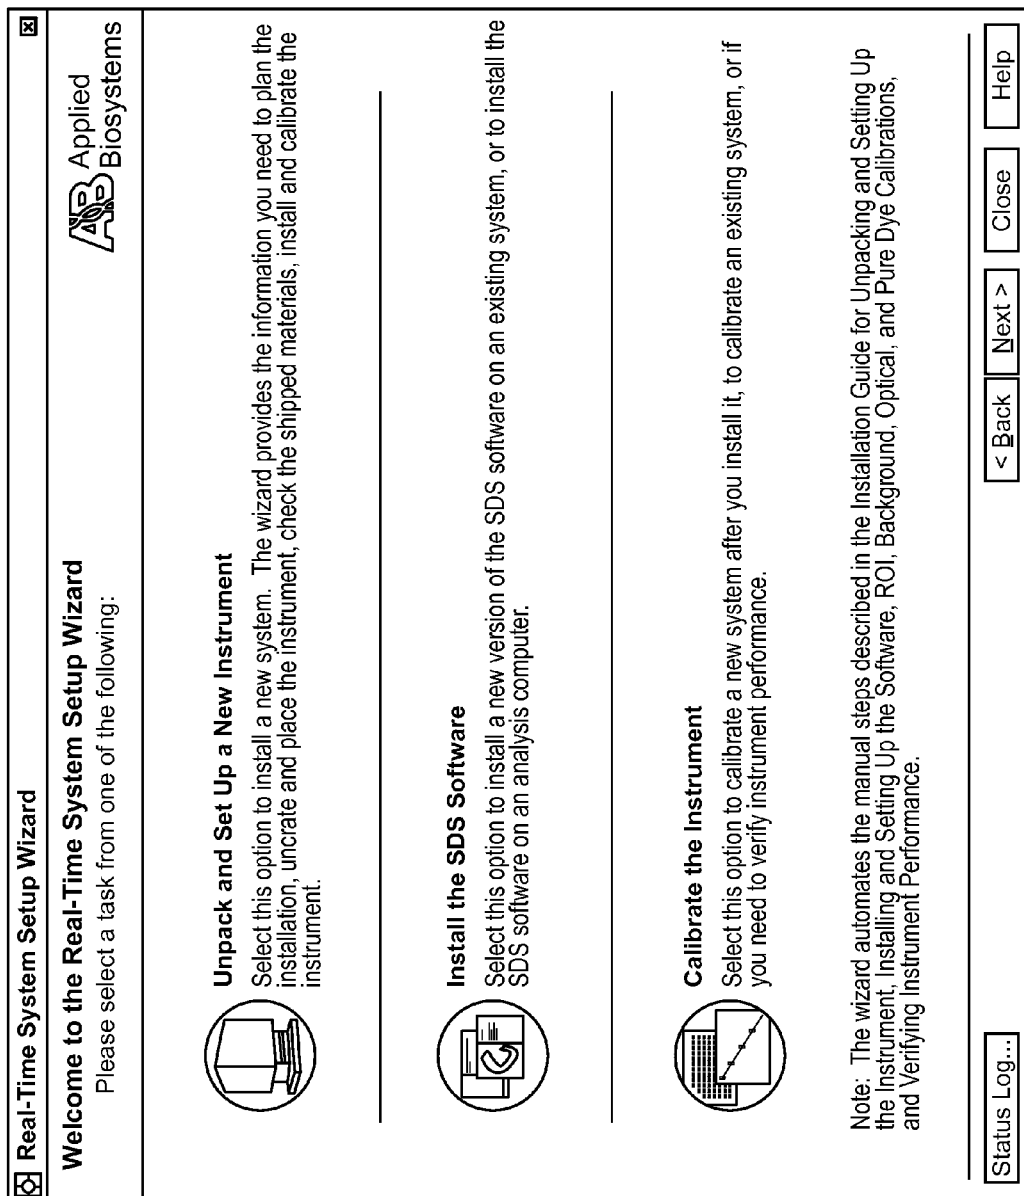 Real-Time System Setup Wizard
Welcome to the Real-Time System Setup Wizard
Please select a task from one of the following:
AB Applied
Biosystems
Unpack and Set Up a New Instrument
Select this option to install a new system. The wizard provides the information you need to plan the
installation, uncrate and place the instrument, check the shipped materials, install and calibrate the
instrument.
Install the SDS Software
Select this option to install a new version of the SDS software on an existing system, or to install the
SDS software on an analysis computer.
Calibrate the Instrument
Select this option to calibrate a new system after you install it, to calibrate an existing system, or if
you need to verify instrument performance.
Note: The wizard automates the manual steps described in the Installation Guide for Unpacking and Setting Up
the Instrument, Installing and Setting Up the Software, ROI, Background, Optical, and Pure Dye Calibrations,
and Verifying Instrument Performance.
Status Log...
< Back
Next >
Close
Help